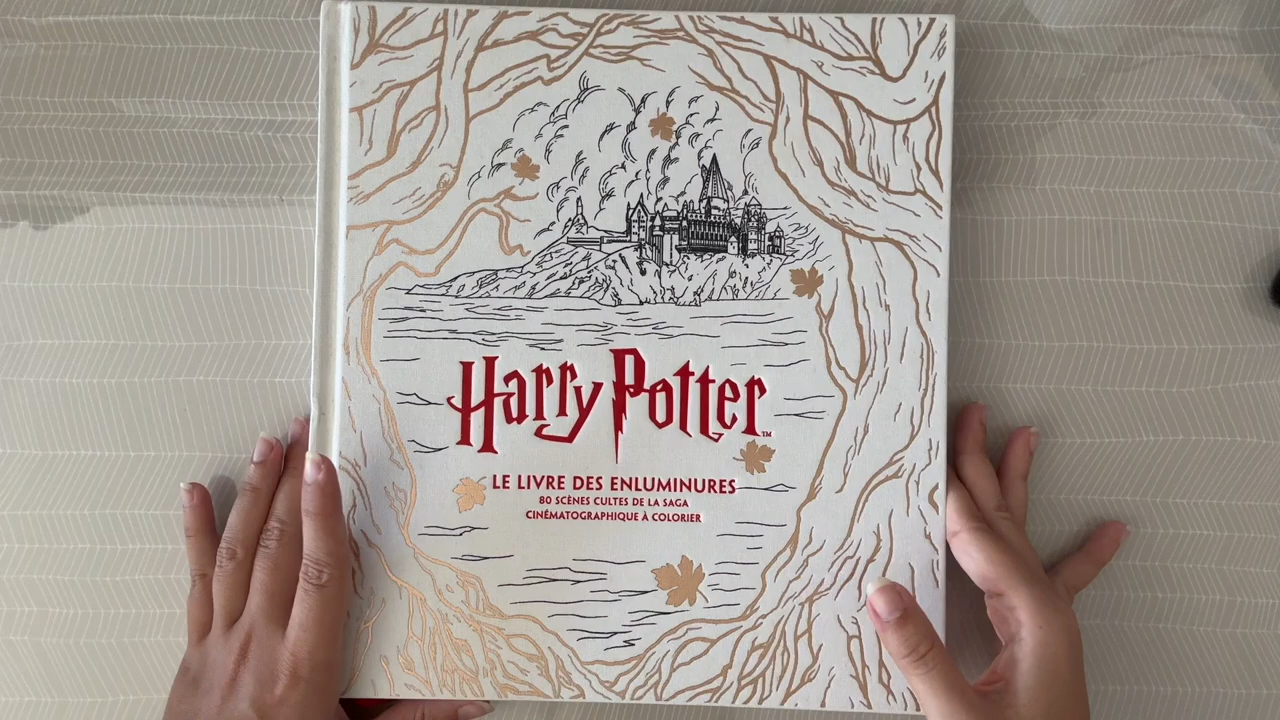 Harry Potter™
LE LIVRE DES ENLUMINURES
80 SCÈNES CULTES DE LA SAGA
CINÉMATOGRAPHIQUE À COLORIER